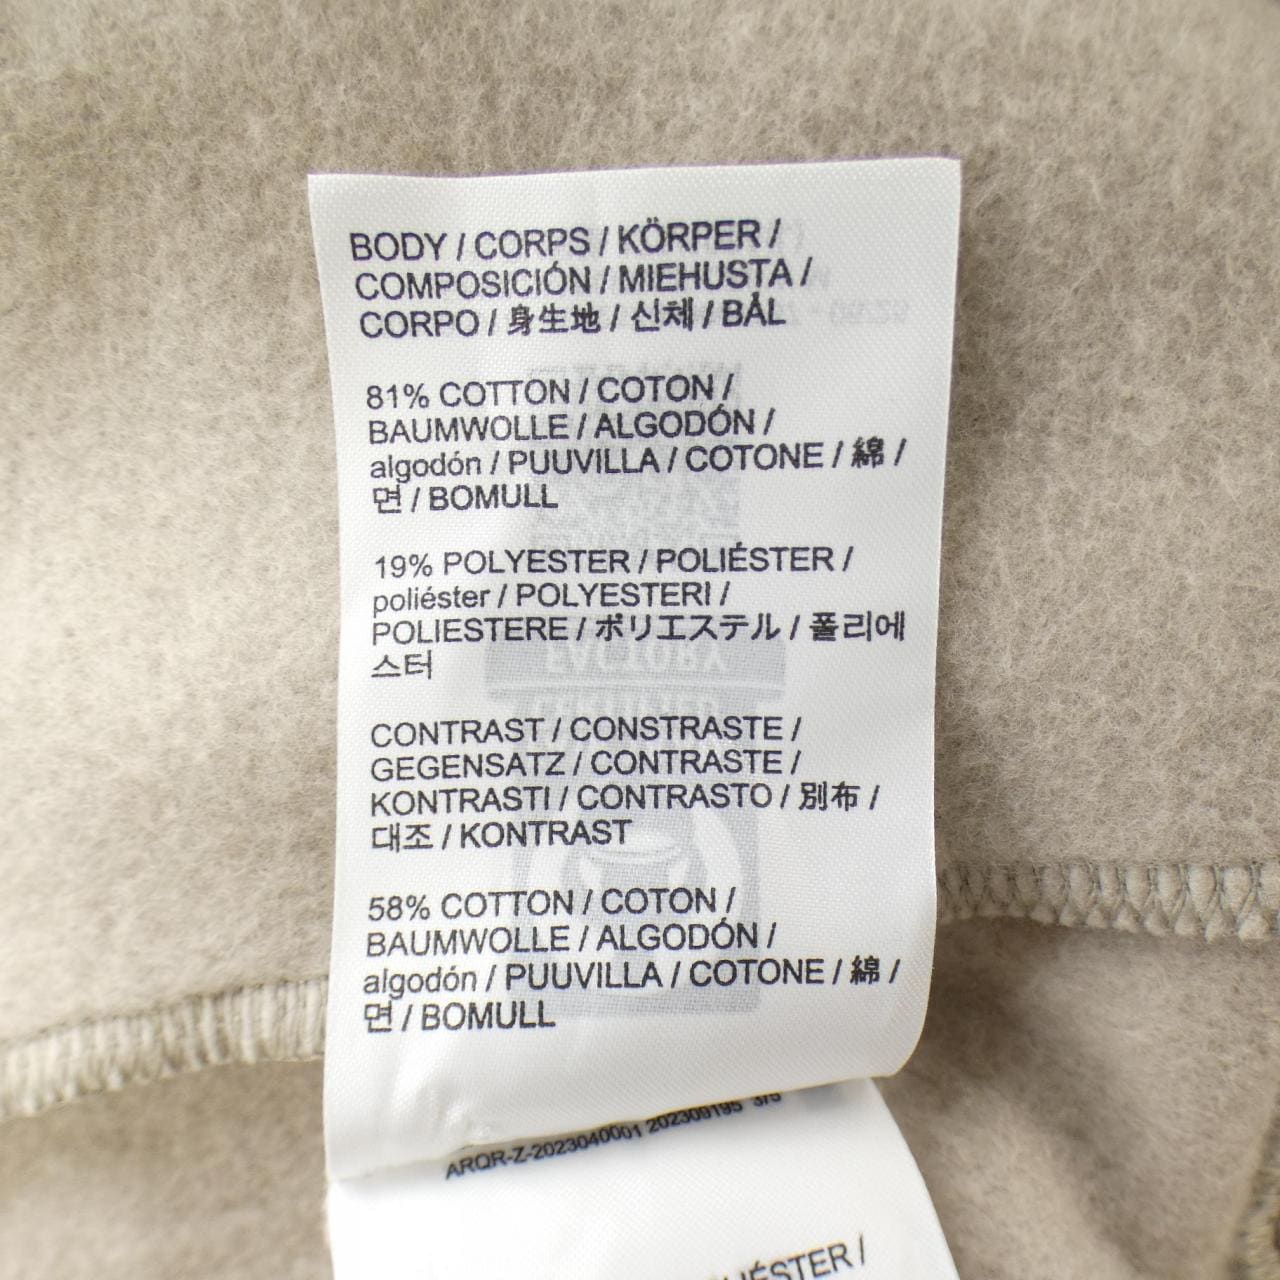 BODY / CORPS / KÖRPER /
COMPOSICIÓN / MIEHUSTA /
CORPO / 身生地 / 신체 / BÅL
81% COTTON / COTON /
BAUMWOLLE / ALGODÓN /
algodón / PUUVILLA / COTONE / 綿 /
면 / BOMULL
19% POLYESTER / POLIÉSTER /
poliéster / POLYESTERI /
POLIESTERE / ポリエステル / 폴리에
스터
CONTRAST / CONSTRASTE /
GEGENSATZ / CONTRASTE /
KONTRASTI / CONTRASTO / 別布 /
대조 / KONTRAST
58% COTTON / COTON /
BAUMWOLLE / ALGODÓN /
algodón / PUUVILLA / COTONE / 綿 /
면 / BOMULL
ARQR-Z-2023040001 202309195 3/5